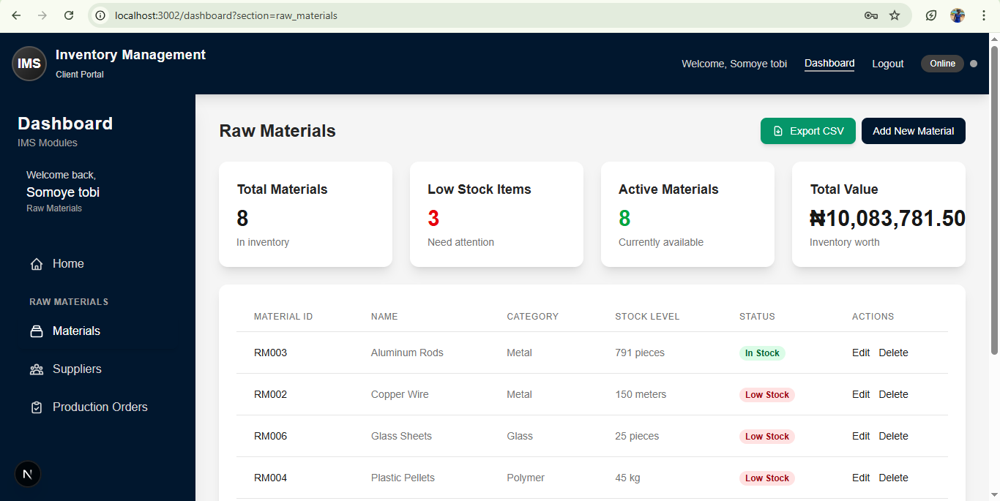 localhost:3002/dashboard?section=raw_materials
IMS
Inventory Management
Client Portal
Welcome, Somoye tobi
Dashboard
Logout
Online
Dashboard
IMS Modules
Welcome back,
Somoye tobi
Raw Materials
Home
RAW MATERIALS
Materials
Suppliers
Production Orders
N
Raw Materials
Export CSV
Add New Material
Total Materials
8
In inventory
Low Stock Items
3
Need attention
Active Materials
8
Currently available
Total Value
₦10,083,781.50
Inventory worth
MATERIAL ID NAME CATEGORY STOCK LEVEL STATUS ACTIONS
RM003 Aluminum Rods Metal 791 pieces In Stock Edit Delete
RM002 Copper Wire Metal 150 meters Low Stock Edit Delete
RM006 Glass Sheets Glass 25 pieces Low Stock Edit Delete
RM004 Plastic Pellets Polymer 45 kg Low Stock Edit Delete